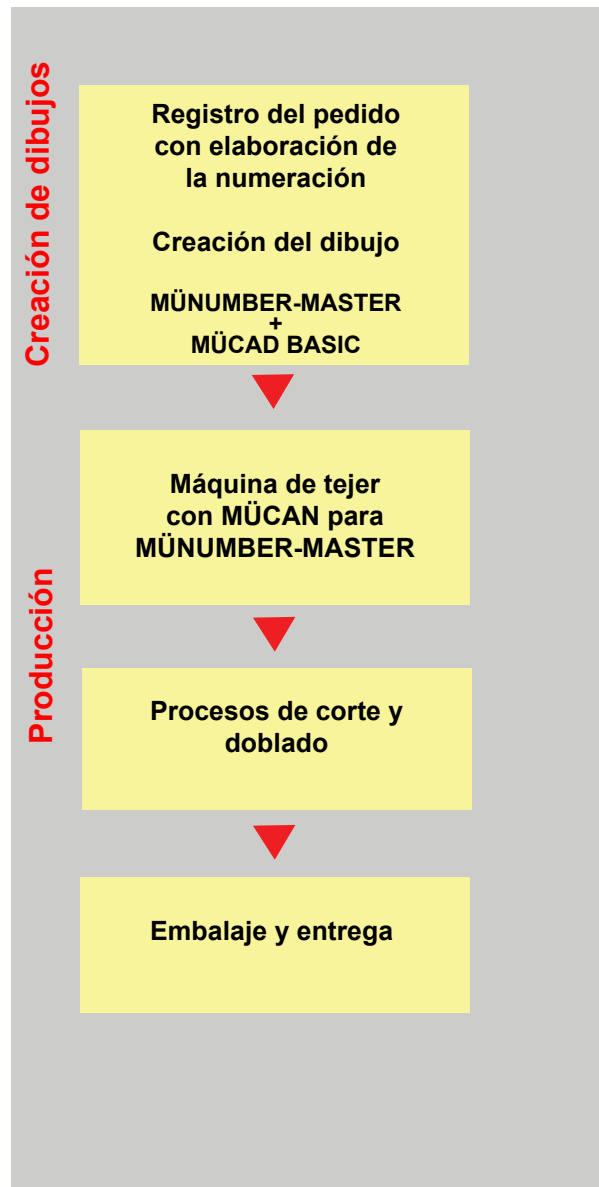 Creación de dibujos
Registro del pedido
con elaboración de
la numeración
Creación del dibujo
MÜNUMBER-MASTER
+
MÜCAD BASIC
Producción
Máquina de tejer
con MÜCAN para
MÜNUMBER-MASTER
Procesos de corte y
doblado
Embalaje y entrega